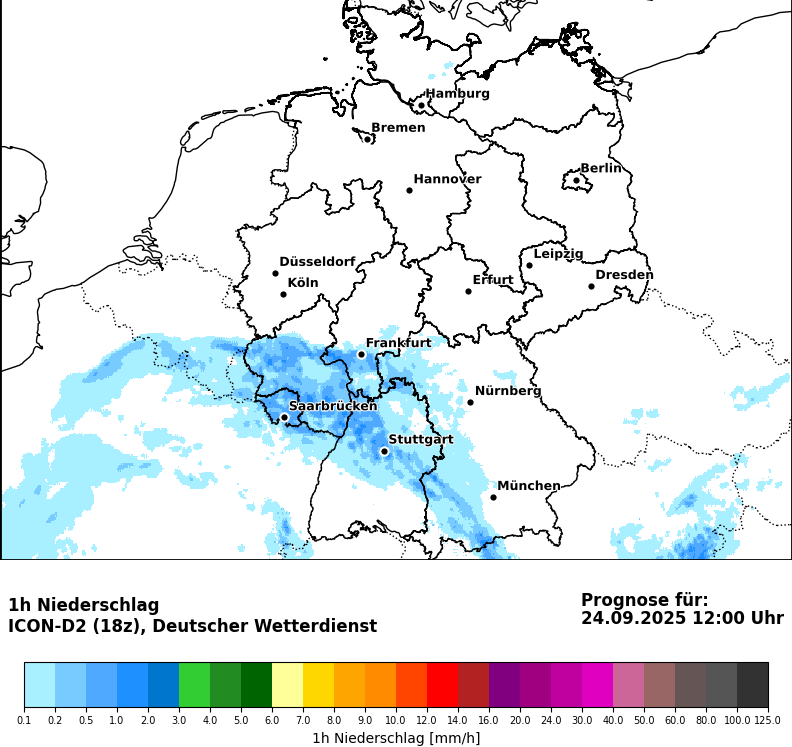 Hamburg
Bremen
Berlin
Hannover
Leipzig
Düsseldorf
Dresden
Köln
Erfurt
Frankfurt
Nürnberg
Saarbrücken
Stuttgart
München
1h Niederschlag
ICON-D2 (18z), Deutscher Wetterdienst
Prognose für:
24.09.2025 12:00 Uhr
0.1 0.2 0.5 1.0 2.0 3.0 4.0 5.0 6.0 7.0 8.0 9.0 10.0 12.0 14.0 16.0 20.0 24.0 30.0 40.0 50.0 60.0 80.0 100.0 125.0
1h Niederschlag [mm/h]